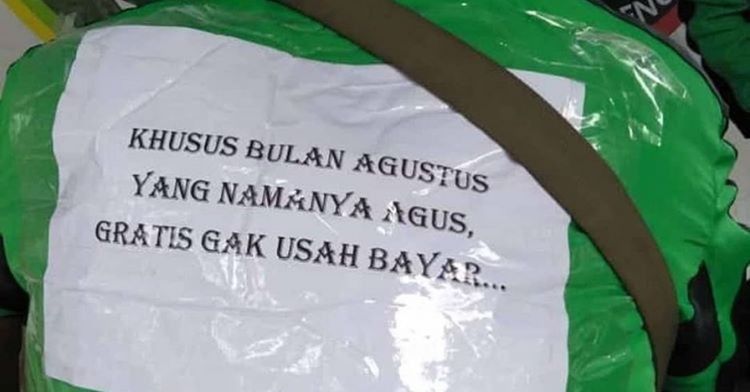 KHUSUS BULAN AGUSTUS
YANG NAMANYA AGUS,
GRATIS GAK USAH BAYAR...